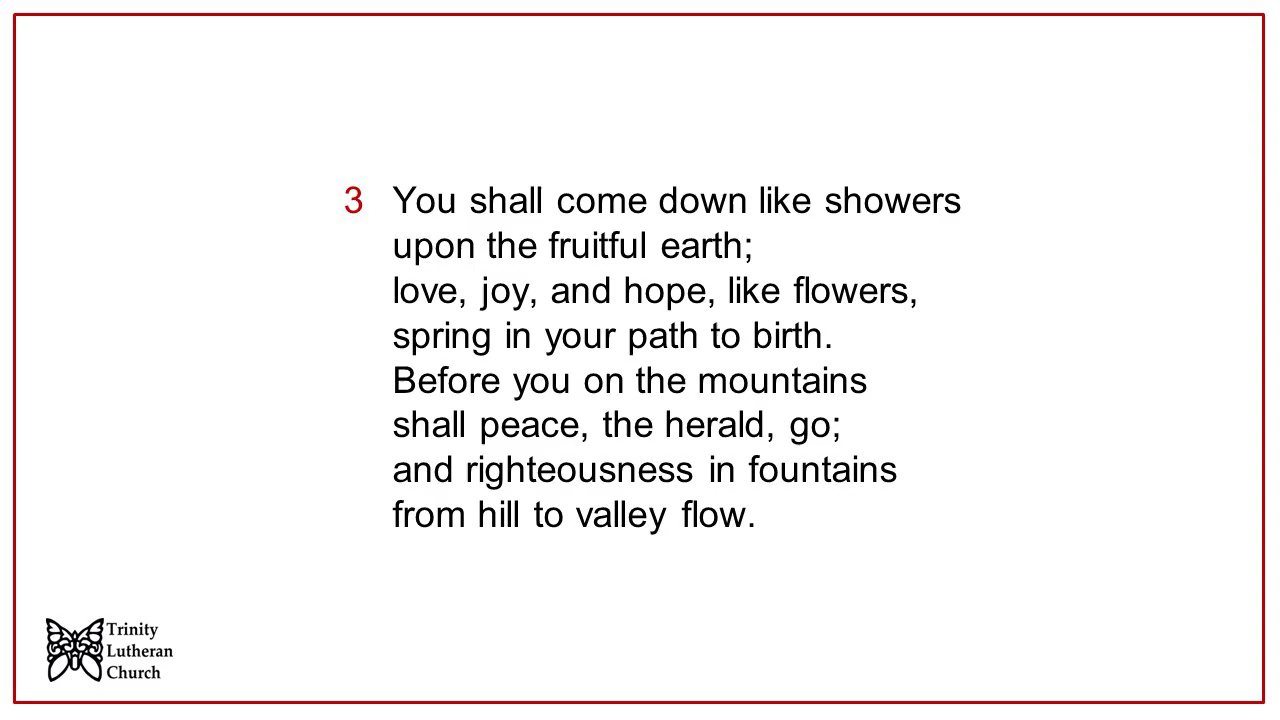 3 You shall come down like showers
upon the fruitful earth;
love, joy, and hope, like flowers,
spring in your path to birth.
Before you on the mountains
shall peace, the herald, go;
and righteousness in fountains
from hill to valley flow.
Trinity
Lutheran
Church